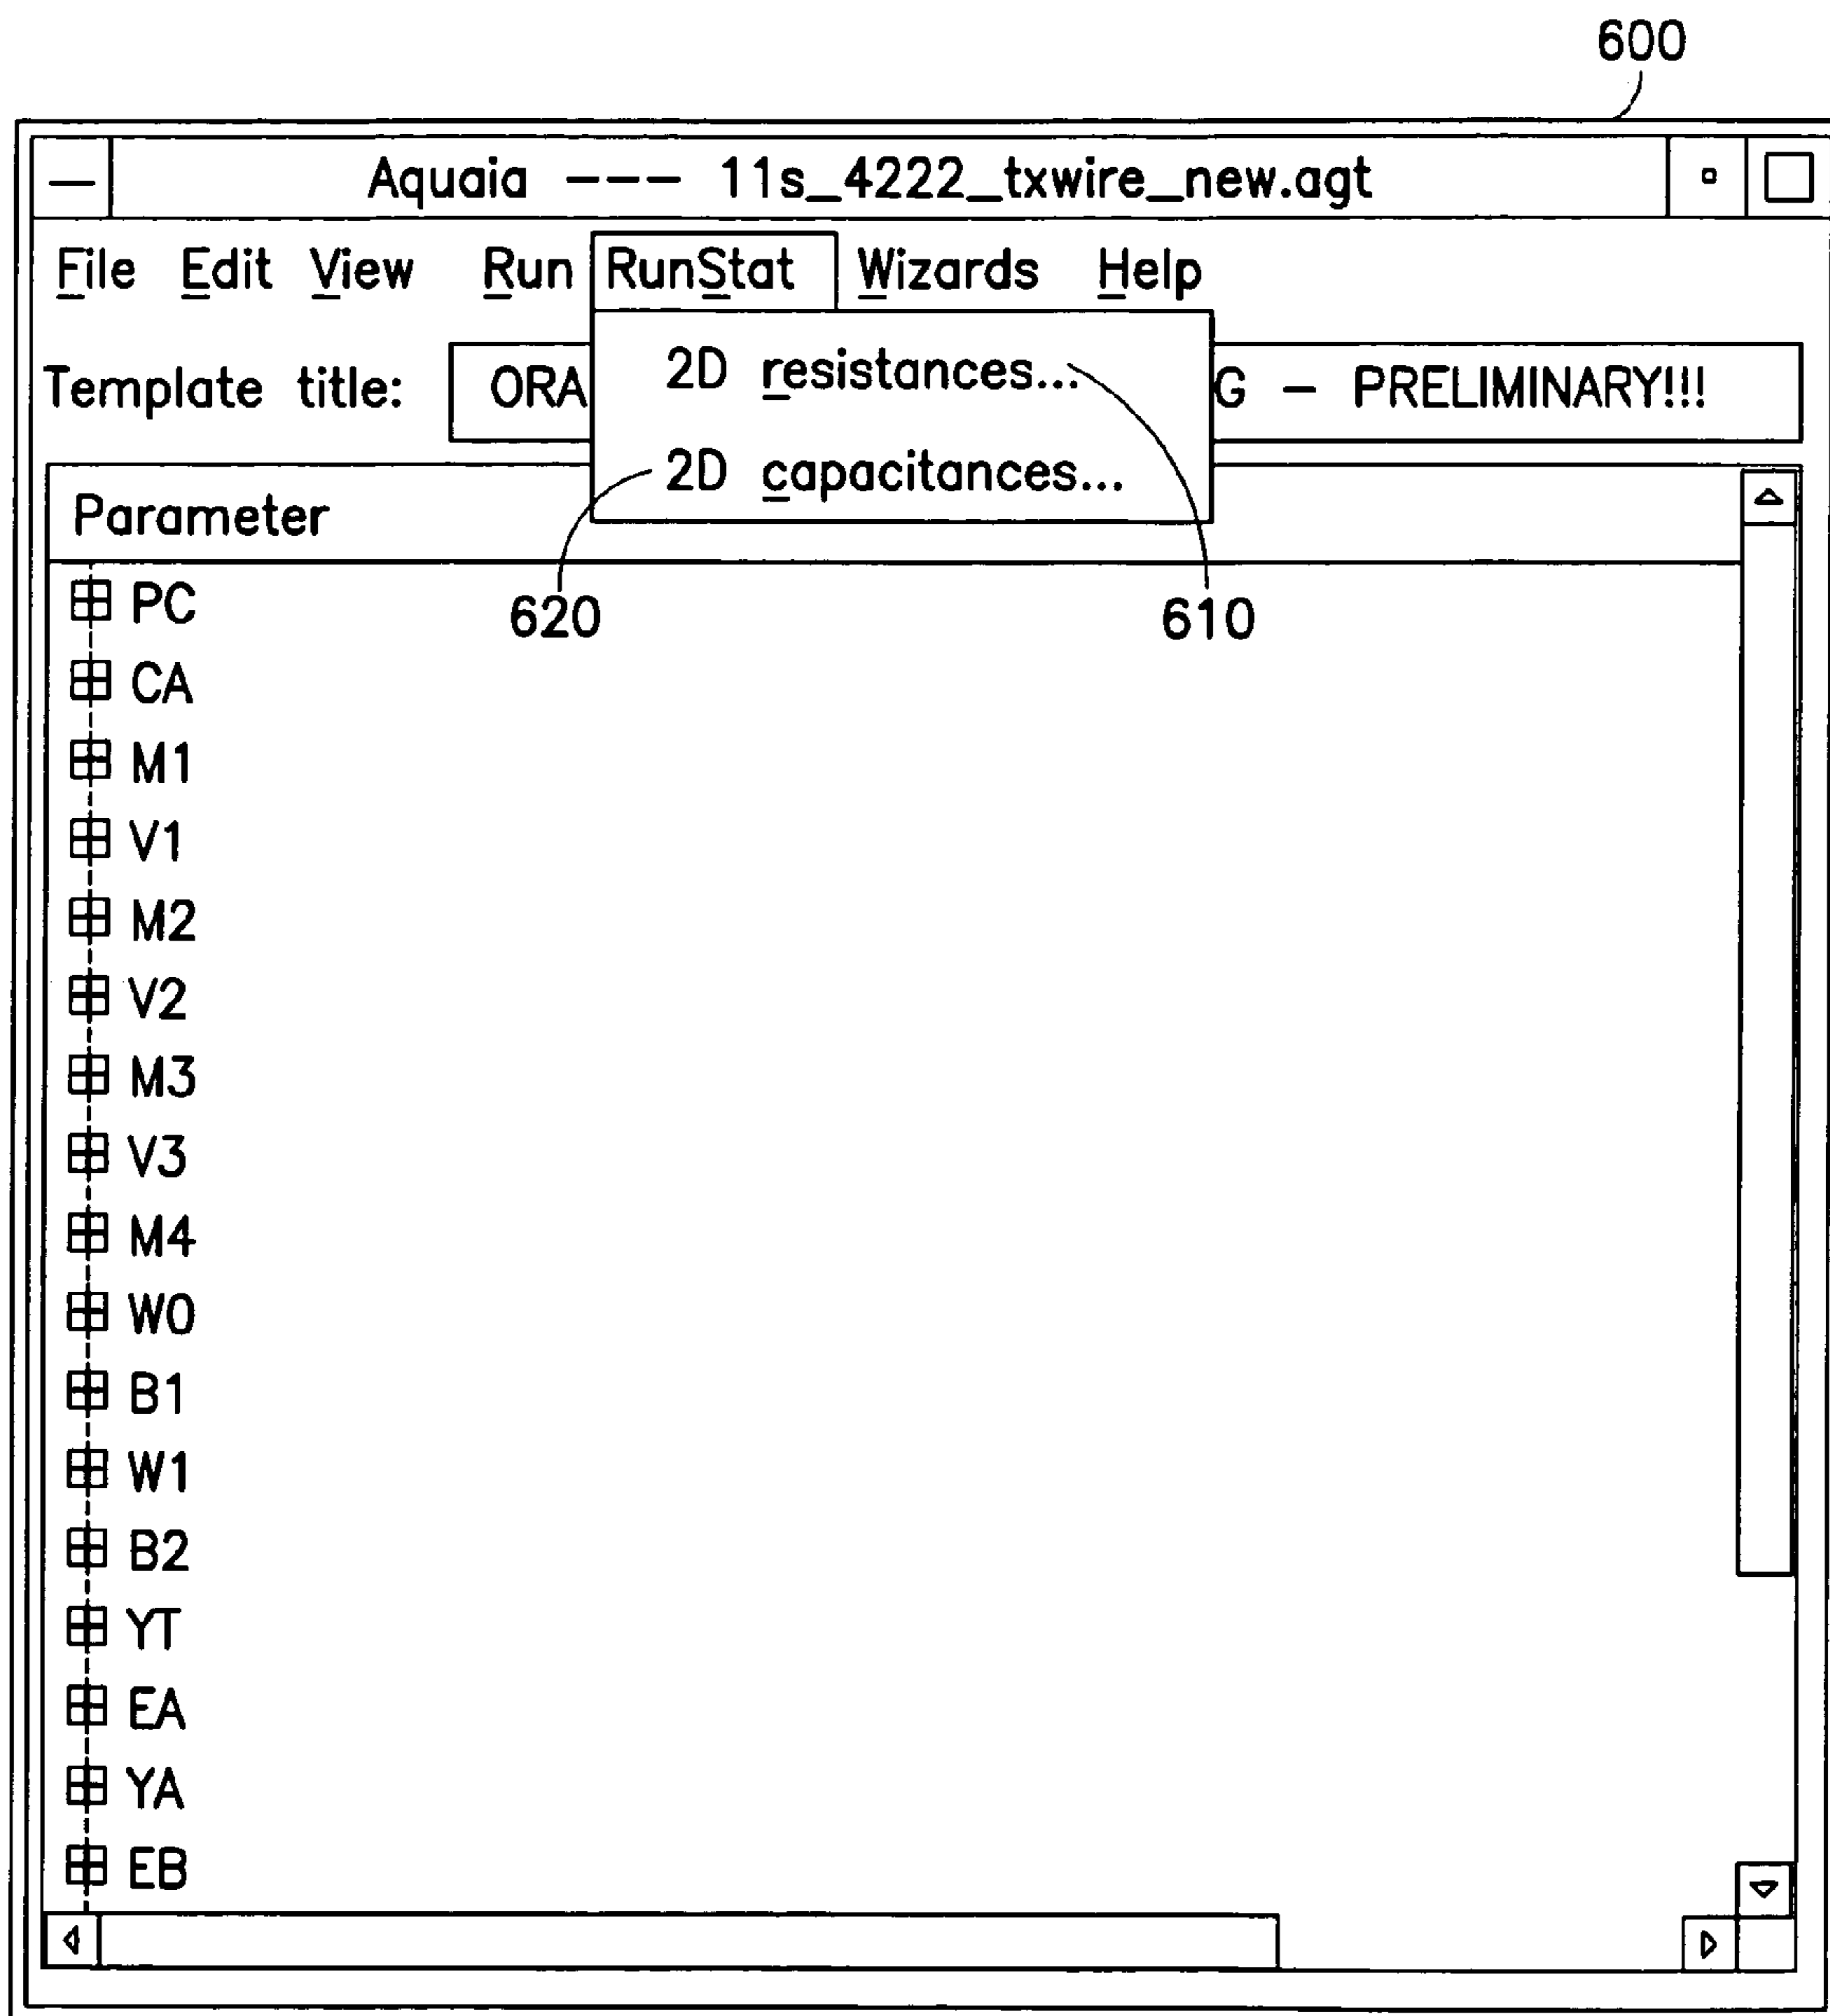 600
Aquaia --- 11s_4222_txwire_new.agt
File Edit View Run RunStat Wizards Help
2D resistances...
Template title: ORA G - PRELIMINARY!!!
2D capacitances...
Parameter
620 610
PC
CA
M1
V1
M2
V2
M3
V3
M4
W0
B1
W1
B2
YT
EA
YA
EB